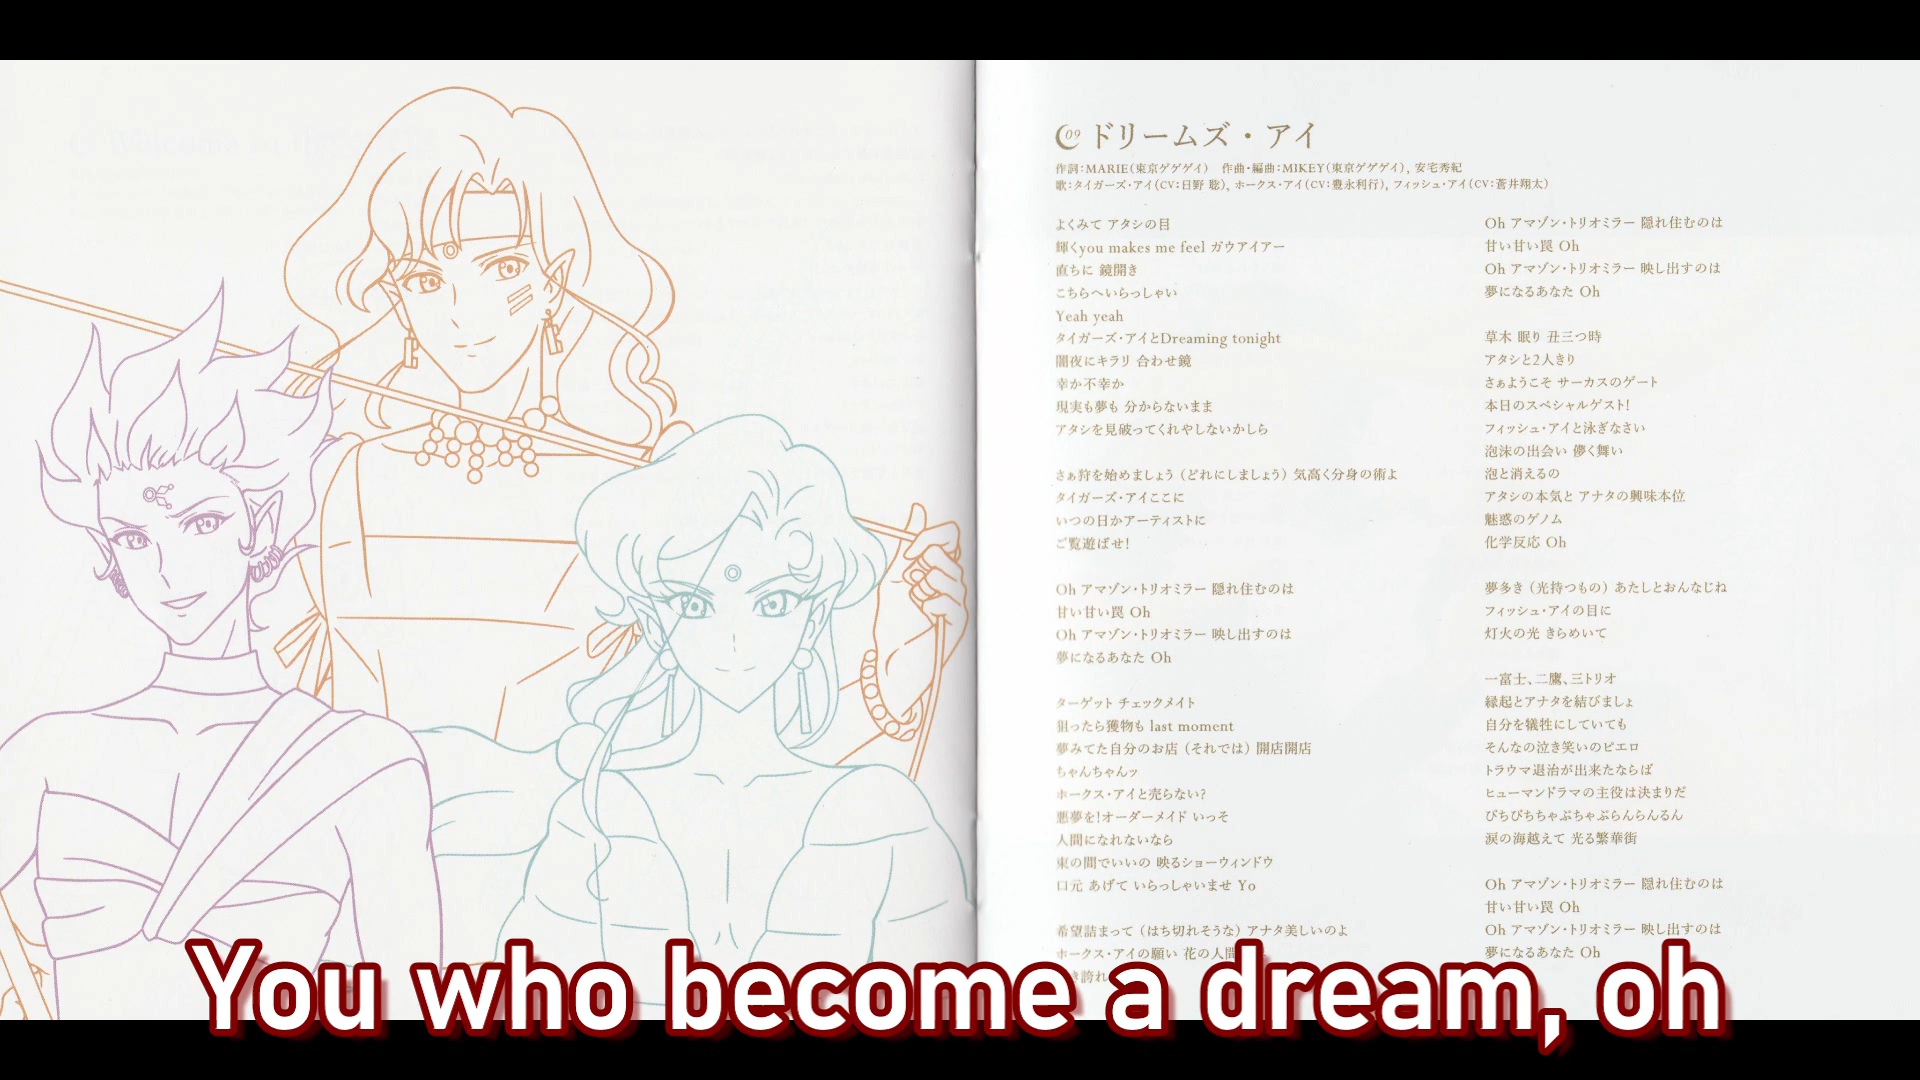 09 ドリームズ・アイ
作詞:MARIE(東京ゲゲゲイ) 作曲・編曲:MIKEY(東京ゲゲゲイ), 安宅秀紀
歌:タイガーズ・アイ(CV:日野 聡), ホークス・アイ(CV:豊永利行), フィッシュ・アイ(CV:蒼井翔太)
よくみて アタシの目
輝くyou makes me feel ガウアイアー
直ちに 鏡開き
こちらへいらっしゃい
Yeah yeah
タイガーズ・アイとDreaming tonight
闇夜にキラリ 合わせ鏡
幸か不幸か
現実も夢も 分からないまま
アタシを見破ってくれやしないかしら
さぁ狩を始めましょう (どれにしましょう) 気高く分身の術よ
タイガーズ・アイここに
いつの日かアーティストに
ご覧遊ばせ!
Oh アマゾン・トリオミラー 隠れ住むのは
甘い甘い罠 Oh
Oh アマゾン・トリオミラー 映し出すのは
夢になるあなた Oh
ターゲット チェックメイト
狙ったら獲物も last moment
夢みてた自分のお店 (それでは) 開店開店
ちゃんちゃんッ
ホークス・アイと売らない?
悪夢を!オーダーメイド いっそ
人間になれないなら
束の間でいいの 映るショーウィンドウ
口元 あげて いらっしゃいませ Yo
希望詰まって (はち切れそうな) アナタ美しいのよ
ホークス・アイの願い 花の人間
き誇れ
Oh アマゾン・トリオミラー 隠れ住むのは
甘い甘い罠 Oh
Oh アマゾン・トリオミラー 映し出すのは
夢になるあなた Oh
草木 眠り 丑三つ時
アタシと2人きり
さぁようこそ サーカスのゲート
本日のスペシャルゲスト!
フィッシュ・アイと泳ぎなさい
泡沫の出会い 儚く舞い
泡と消えるの
アタシの本気と アナタの興味本位
魅惑のゲノム
化学反応 Oh
夢多き (光持つもの) あたしとおんなじね
フィッシュ・アイの目に
灯火の光 きらめいて
一富士、二鷹、三トリオ
縁起とアナタを結びましょ
自分を犠牲にしていても
そんなの泣き笑いのピエロ
トラウマ退治が出来たならば
ヒューマンドラマの主役は決まりだ
ぴちぴちちゃぷちゃぷらんらんるん
涙の海越えて 光る繁華街
Oh アマゾン・トリオミラー 隠れ住むのは
甘い甘い罠 Oh
Oh アマゾン・トリオミラー 映し出すのは
夢になるあなた Oh
You who become a dream, oh